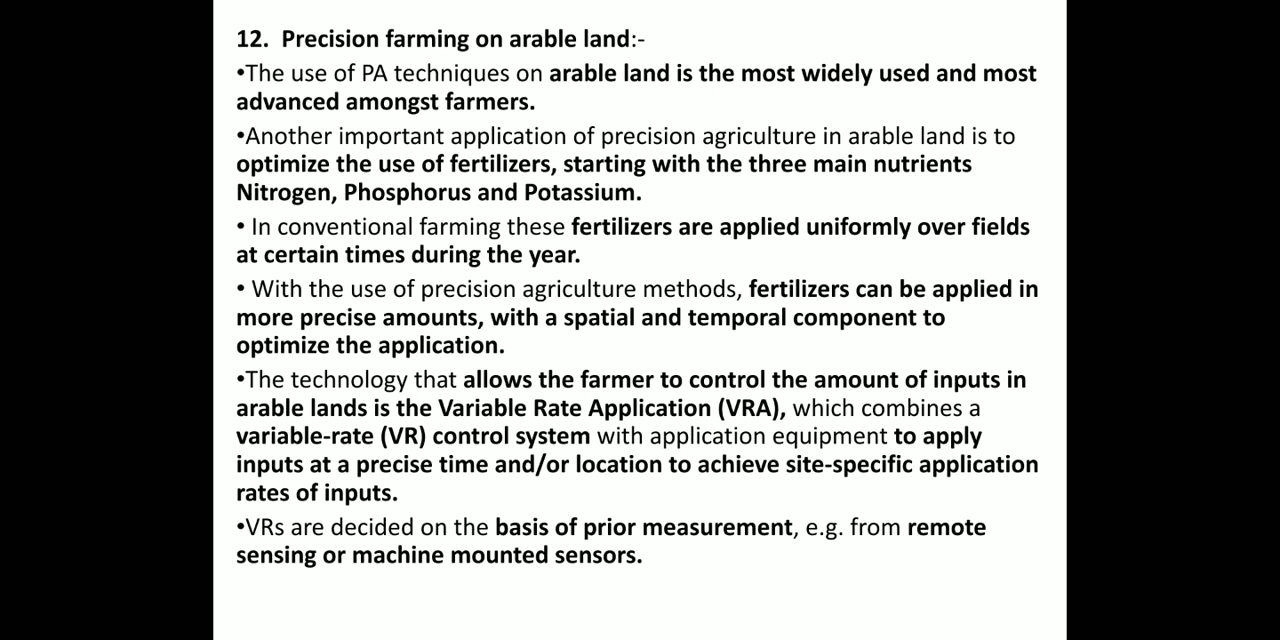 12.  Precision farming on arable land:-
•The use of PA techniques on arable land is the most widely used and most
advanced amongst farmers.
•Another important application of precision agriculture in arable land is to
optimize the use of fertilizers, starting with the three main nutrients
Nitrogen, Phosphorus and Potassium.
• In conventional farming these fertilizers are applied uniformly over fields
at certain times during the year.
• With the use of precision agriculture methods, fertilizers can be applied in
more precise amounts, with a spatial and temporal component to
optimize the application.
•The technology that allows the farmer to control the amount of inputs in
arable lands is the Variable Rate Application (VRA), which combines a
variable-rate (VR) control system with application equipment to apply
inputs at a precise time and/or location to achieve site-specific application
rates of inputs.
•VRs are decided on the basis of prior measurement, e.g. from remote
sensing or machine mounted sensors.